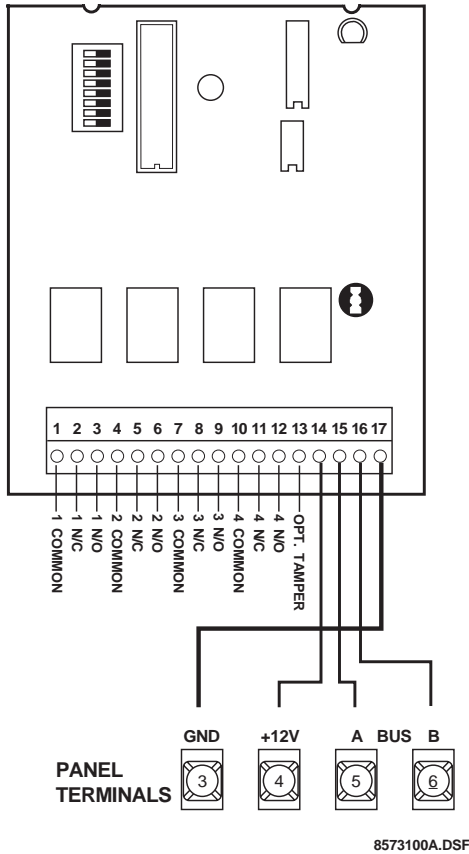 1 2 3 4 5 6 7 8 9 10 11 12 13 14 15 16 17
1 COMMON
1 N/C
1 N/O
2 COMMON
2 N/C
2 N/O
3 COMMON
3 N/C
3 N/O
4 COMMON
4 N/C
4 N/O
OPT. TAMPER
GND +12V A BUS B
PANEL
TERMINALS
3 4 5 6
8573100A.DSF